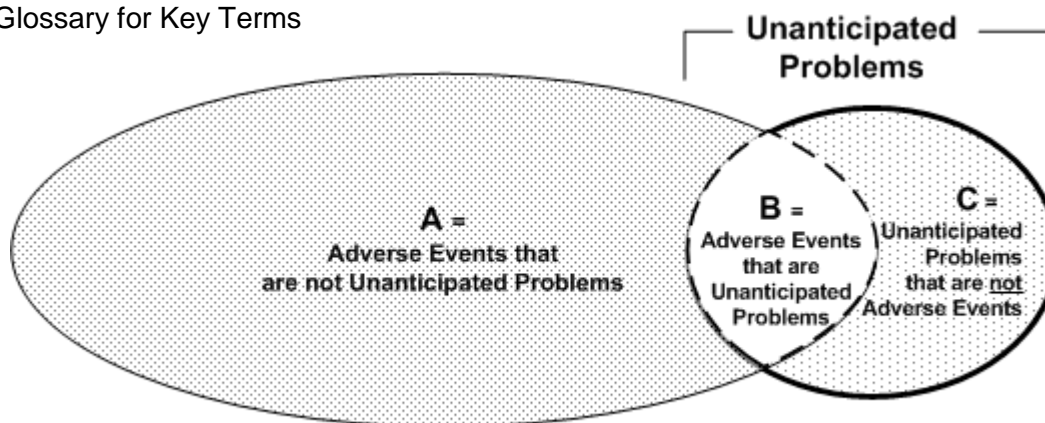 Glossary for Key Terms
Unanticipated
Problems
A =
Adverse Events that
are not Unanticipated Problems
B =
Adverse Events
that are
Unanticipated
Problems
C =
Unanticipated
Problems
that are not
Adverse Events